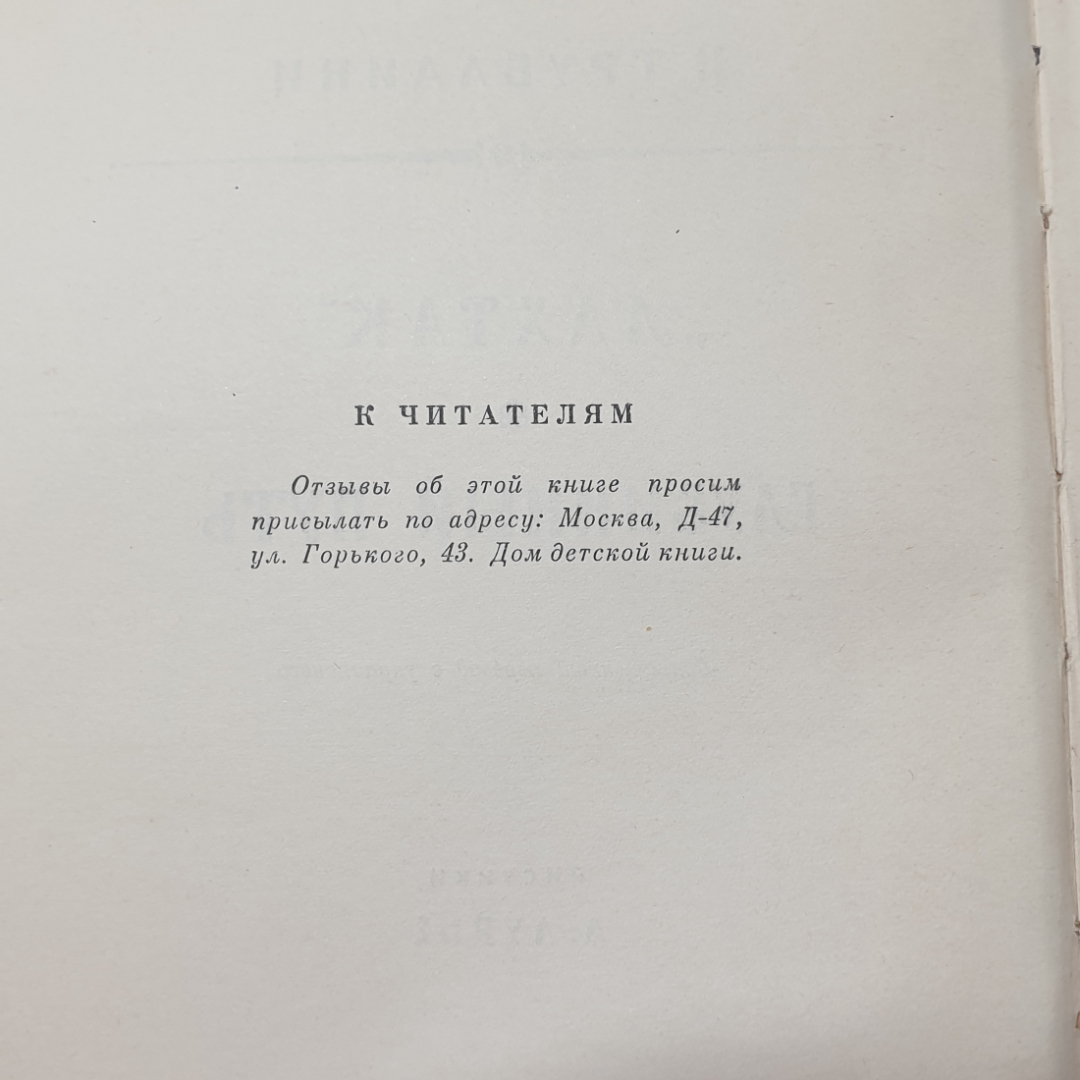 К ЧИТАТЕЛЯМ
Отзывы об этой книге просим
присылать по адресу: Москва, Д-47,
ул. Горького, 43. Дом детской книги.